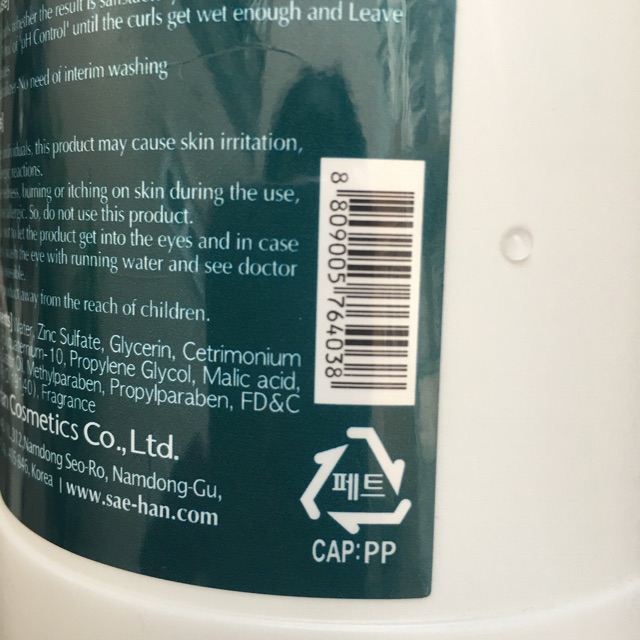 whether the result is
'pH Control' until the curls get wet enough and Leave
No need of interim washing
this product may cause skin irritation,
reactions.
burning or itching on skin during the use,
So, do not use this product.
to let the product get into the eyes and in case
the eye with running water and see doctor
away from the reach of children.
Water, Zinc Sulfate, Glycerin, Cetrimonium
Propylene Glycol, Malic acid,
Methylparaben, Propylparaben, FD&C
Fragrance
Cosmetics Co.,Ltd.
Namdong Seo-Ro, Namdong-Gu,
Korea | www.sae-han.com
8 809005 764038
페트
CAP:PP